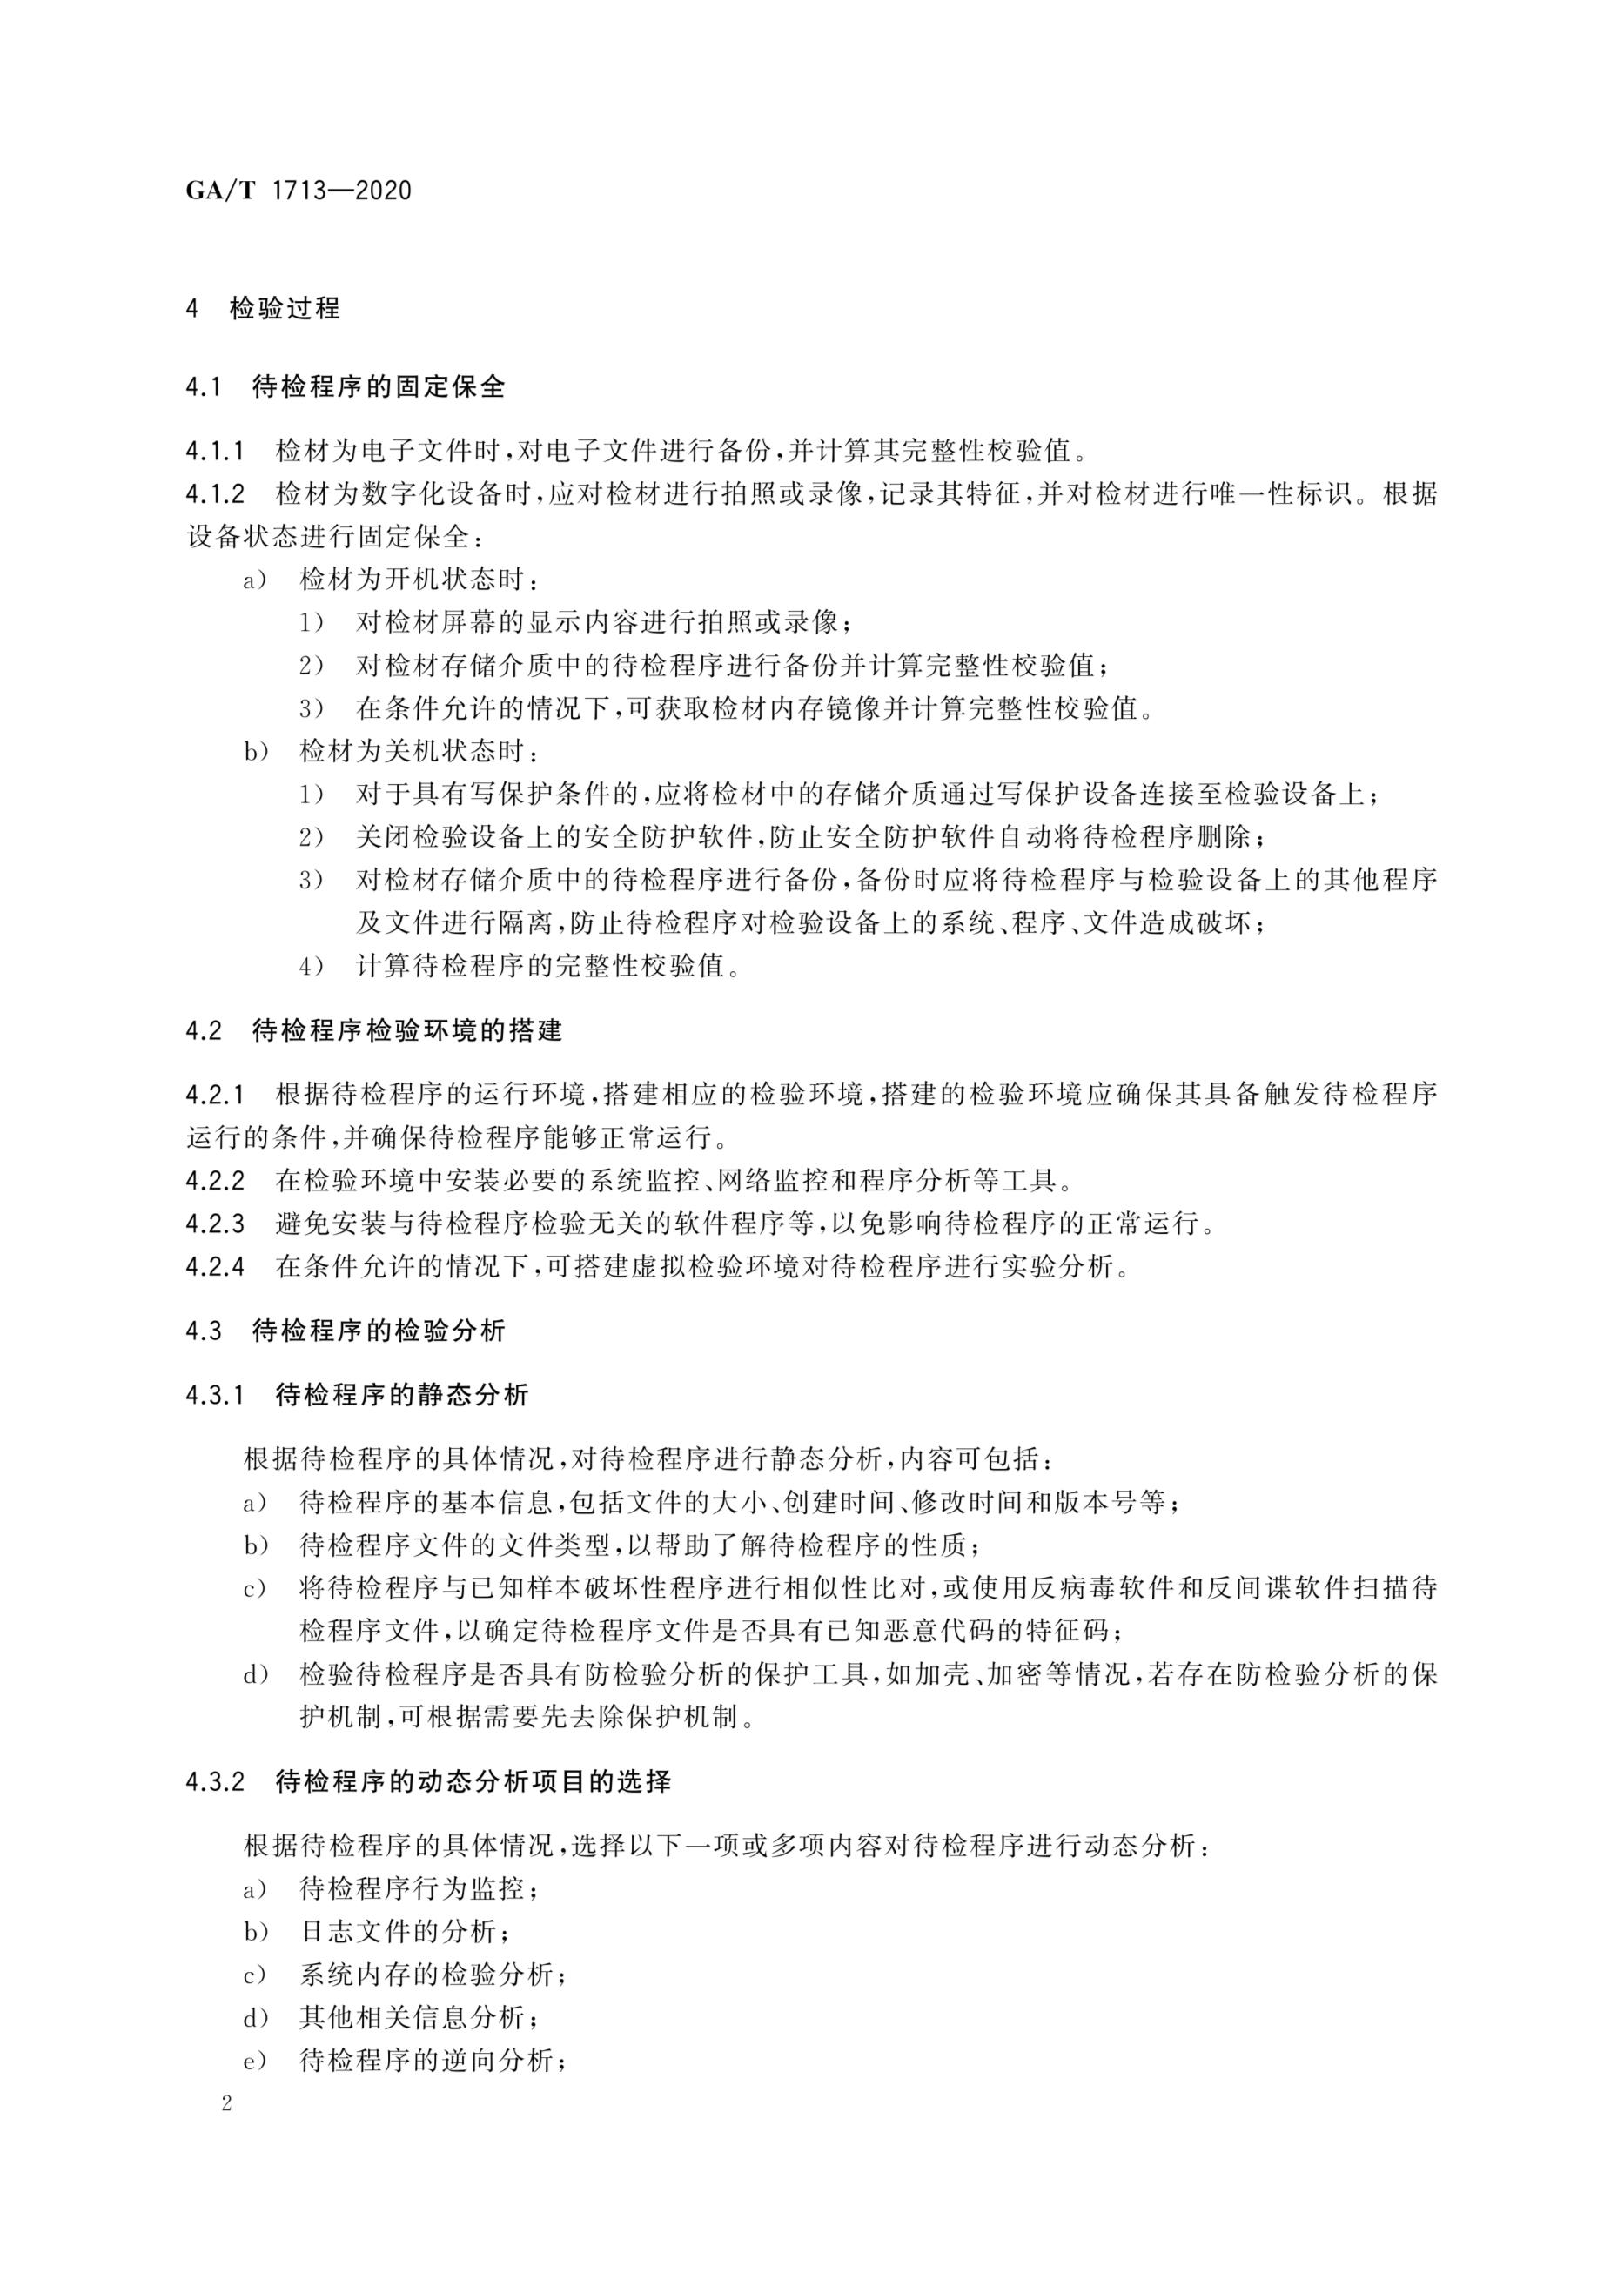 GA/T 1713—2020
4 检验过程
4.1 待检程序的固定保全
4.1.1 检材为电子文件时,对电子文件进行备份,并计算其完整性校验值。
4.1.2 检材为数字化设备时,应对检材进行拍照或录像,记录其特征,并对检材进行唯一性标识。根据
设备状态进行固定保全:
a) 检材为开机状态时:
1) 对检材屏幕的显示内容进行拍照或录像;
2) 对检材存储介质中的待检程序进行备份并计算完整性校验值;
3) 在条件允许的情况下,可获取检材内存镜像并计算完整性校验值。
b) 检材为关机状态时:
1) 对于具有写保护条件的,应将检材中的存储介质通过写保护设备连接至检验设备上;
2) 关闭检验设备上的安全防护软件,防止安全防护软件自动将待检程序删除;
3) 对检材存储介质中的待检程序进行备份,备份时应将待检程序与检验设备上的其他程序
及文件进行隔离,防止待检程序对检验设备上的系统、程序、文件造成破坏;
4) 计算待检程序的完整性校验值。
4.2 待检程序检验环境的搭建
4.2.1 根据待检程序的运行环境,搭建相应的检验环境,搭建的检验环境应确保其具备触发待检程序
运行的条件,并确保待检程序能够正常运行。
4.2.2 在检验环境中安装必要的系统监控、网络监控和程序分析等工具。
4.2.3 避免安装与待检程序检验无关的软件程序等,以免影响待检程序的正常运行。
4.2.4 在条件允许的情况下,可搭建虚拟检验环境对待检程序进行实验分析。
4.3 待检程序的检验分析
4.3.1 待检程序的静态分析
根据待检程序的具体情况,对待检程序进行静态分析,内容可包括:
a) 待检程序的基本信息,包括文件的大小、创建时间、修改时间和版本号等;
b) 待检程序文件的文件类型,以帮助了解待检程序的性质;
c) 将待检程序与已知样本破坏性程序进行相似性比对,或使用反病毒软件和反间谍软件扫描待
检程序文件,以确定待检程序文件是否具有已知恶意代码的特征码;
d) 检验待检程序是否具有防检验分析的保护工具,如加壳、加密等情况,若存在防检验分析的保
护机制,可根据需要先去除保护机制。
4.3.2 待检程序的动态分析项目的选择
根据待检程序的具体情况,选择以下一项或多项内容对待检程序进行动态分析:
a) 待检程序行为监控;
b) 日志文件的分析;
c) 系统内存的检验分析;
d) 其他相关信息分析;
e) 待检程序的逆向分析;
2